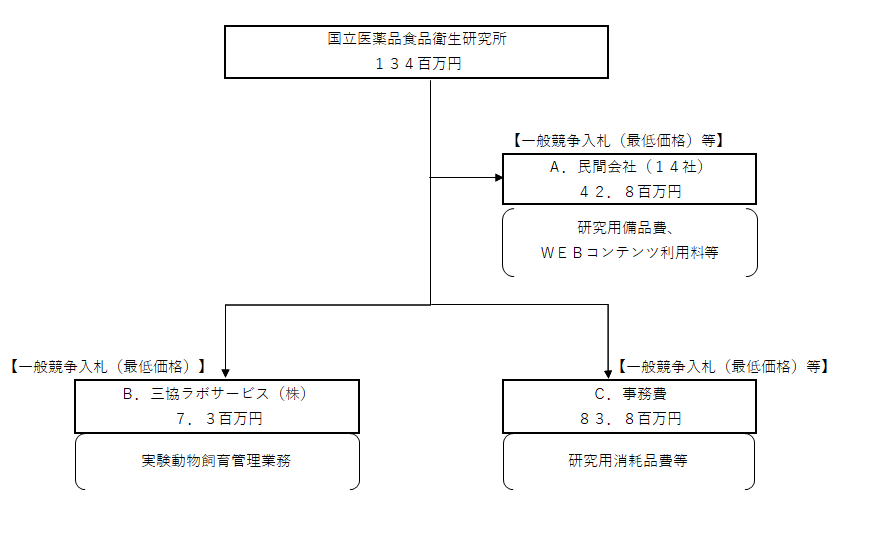 国立医薬品食品衛生研究所
１３４百万円
【一般競争入札（最低価格）等】
Ａ．民間会社（１４社）
４２．８百万円
研究用備品費、
ＷＥＢコンテンツ利用料等
【一般競争入札（最低価格）】
Ｂ．三協ラボサービス（株）
７．３百万円
実験動物飼育管理業務
【一般競争入札（最低価格）等】
Ｃ．事務費
８３．８百万円
研究用消耗品費等